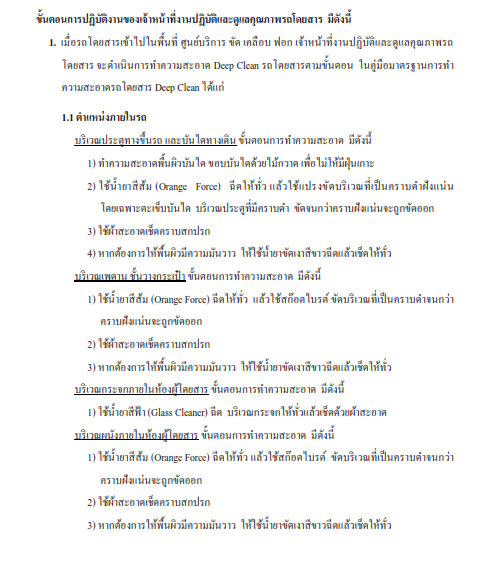 ขั้นตอนการปฏิบัติงานของเจ้าหน้าที่งานปฏิบัติและดูแลคุณภาพรถโดยสาร มีดังนี้
1. เมื่อรถโดยสารเข้าไปในพื้นที่ ศูนย์บริการ ขัด เคลือบ ฟอก เจ้าหน้าที่งานปฏิบัติและดูแลคุณภาพรถ
โดยสาร จะดำเนินการทำความสะอาด Deep Clean รถโดยสารตามขั้นตอน ในคู่มือมาตรฐานการทำ
ความสะอาดรถโดยสาร Deep Clean ได้แก่
1.1 ตำแหน่งภายในรถ
บริเวณประตูทางขึ้นรถ และบันไดทางเดิน ขั้นตอนการทำความสะอาด มีดังนี้
1) ทำความสะอาดพื้นผิวบันได ขอบบันไดด้วยไม้กวาด เพื่อไม่ให้มีฝุ่นเกาะ
2) ใช้น้ำยาสีส้ม (Orange Force) ฉีดให้ทั่ว แล้วใช้แปรงขัดบริเวณที่เป็นคราบดำฝังแน่น
โดยเฉพาะตะเข็บบันได บริเวณประตูที่มีคราบดำ ขัดจนกว่าคราบฝังแน่นจะถูกขัดออก
3) ใช้ผ้าสะอาดเช็ดคราบสกปรก
4) หากต้องการให้พื้นผิวมีความมันวาว ให้ใช้น้ำยาขัดเงาสีขาวฉีดแล้วเช็ดให้ทั่ว
บริเวณเพดาน ชั้นวางกระเป๋า ขั้นตอนการทำความสะอาด มีดังนี้
1) ใช้น้ำยาสีส้ม (Orange Force) ฉีดให้ทั่ว แล้วใช้สก๊อตไบรต์ ขัดบริเวณที่เป็นคราบดำจนกว่า
คราบฝังแน่นจะถูกขัดออก
2) ใช้ผ้าสะอาดเช็ดคราบสกปรก
3) หากต้องการให้พื้นผิวมีความมันวาว ให้ใช้น้ำยาขัดเงาสีขาวฉีดแล้วเช็ดให้ทั่ว
บริเวณกระจกภายในห้องผู้โดยสาร ขั้นตอนการทำความสะอาด มีดังนี้
1) ใช้น้ำยาสีฟ้า (Glass Cleaner) ฉีด บริเวณกระจกให้ทั่วแล้วเช็ดด้วยผ้าสะอาด
บริเวณผนังภายในห้องผู้โดยสาร ขั้นตอนการทำความสะอาด มีดังนี้
1) ใช้น้ำยาสีส้ม (Orange Force) ฉีดให้ทั่ว แล้วใช้สก๊อตไบรต์ ขัดบริเวณที่เป็นคราบดำจนกว่า
คราบฝังแน่นจะถูกขัดออก
2) ใช้ผ้าสะอาดเช็ดคราบสกปรก
3) หากต้องการให้พื้นผิวมีความมันวาว ให้ใช้น้ำยาขัดเงาสีขาวฉีดแล้วเช็ดให้ทั่ว